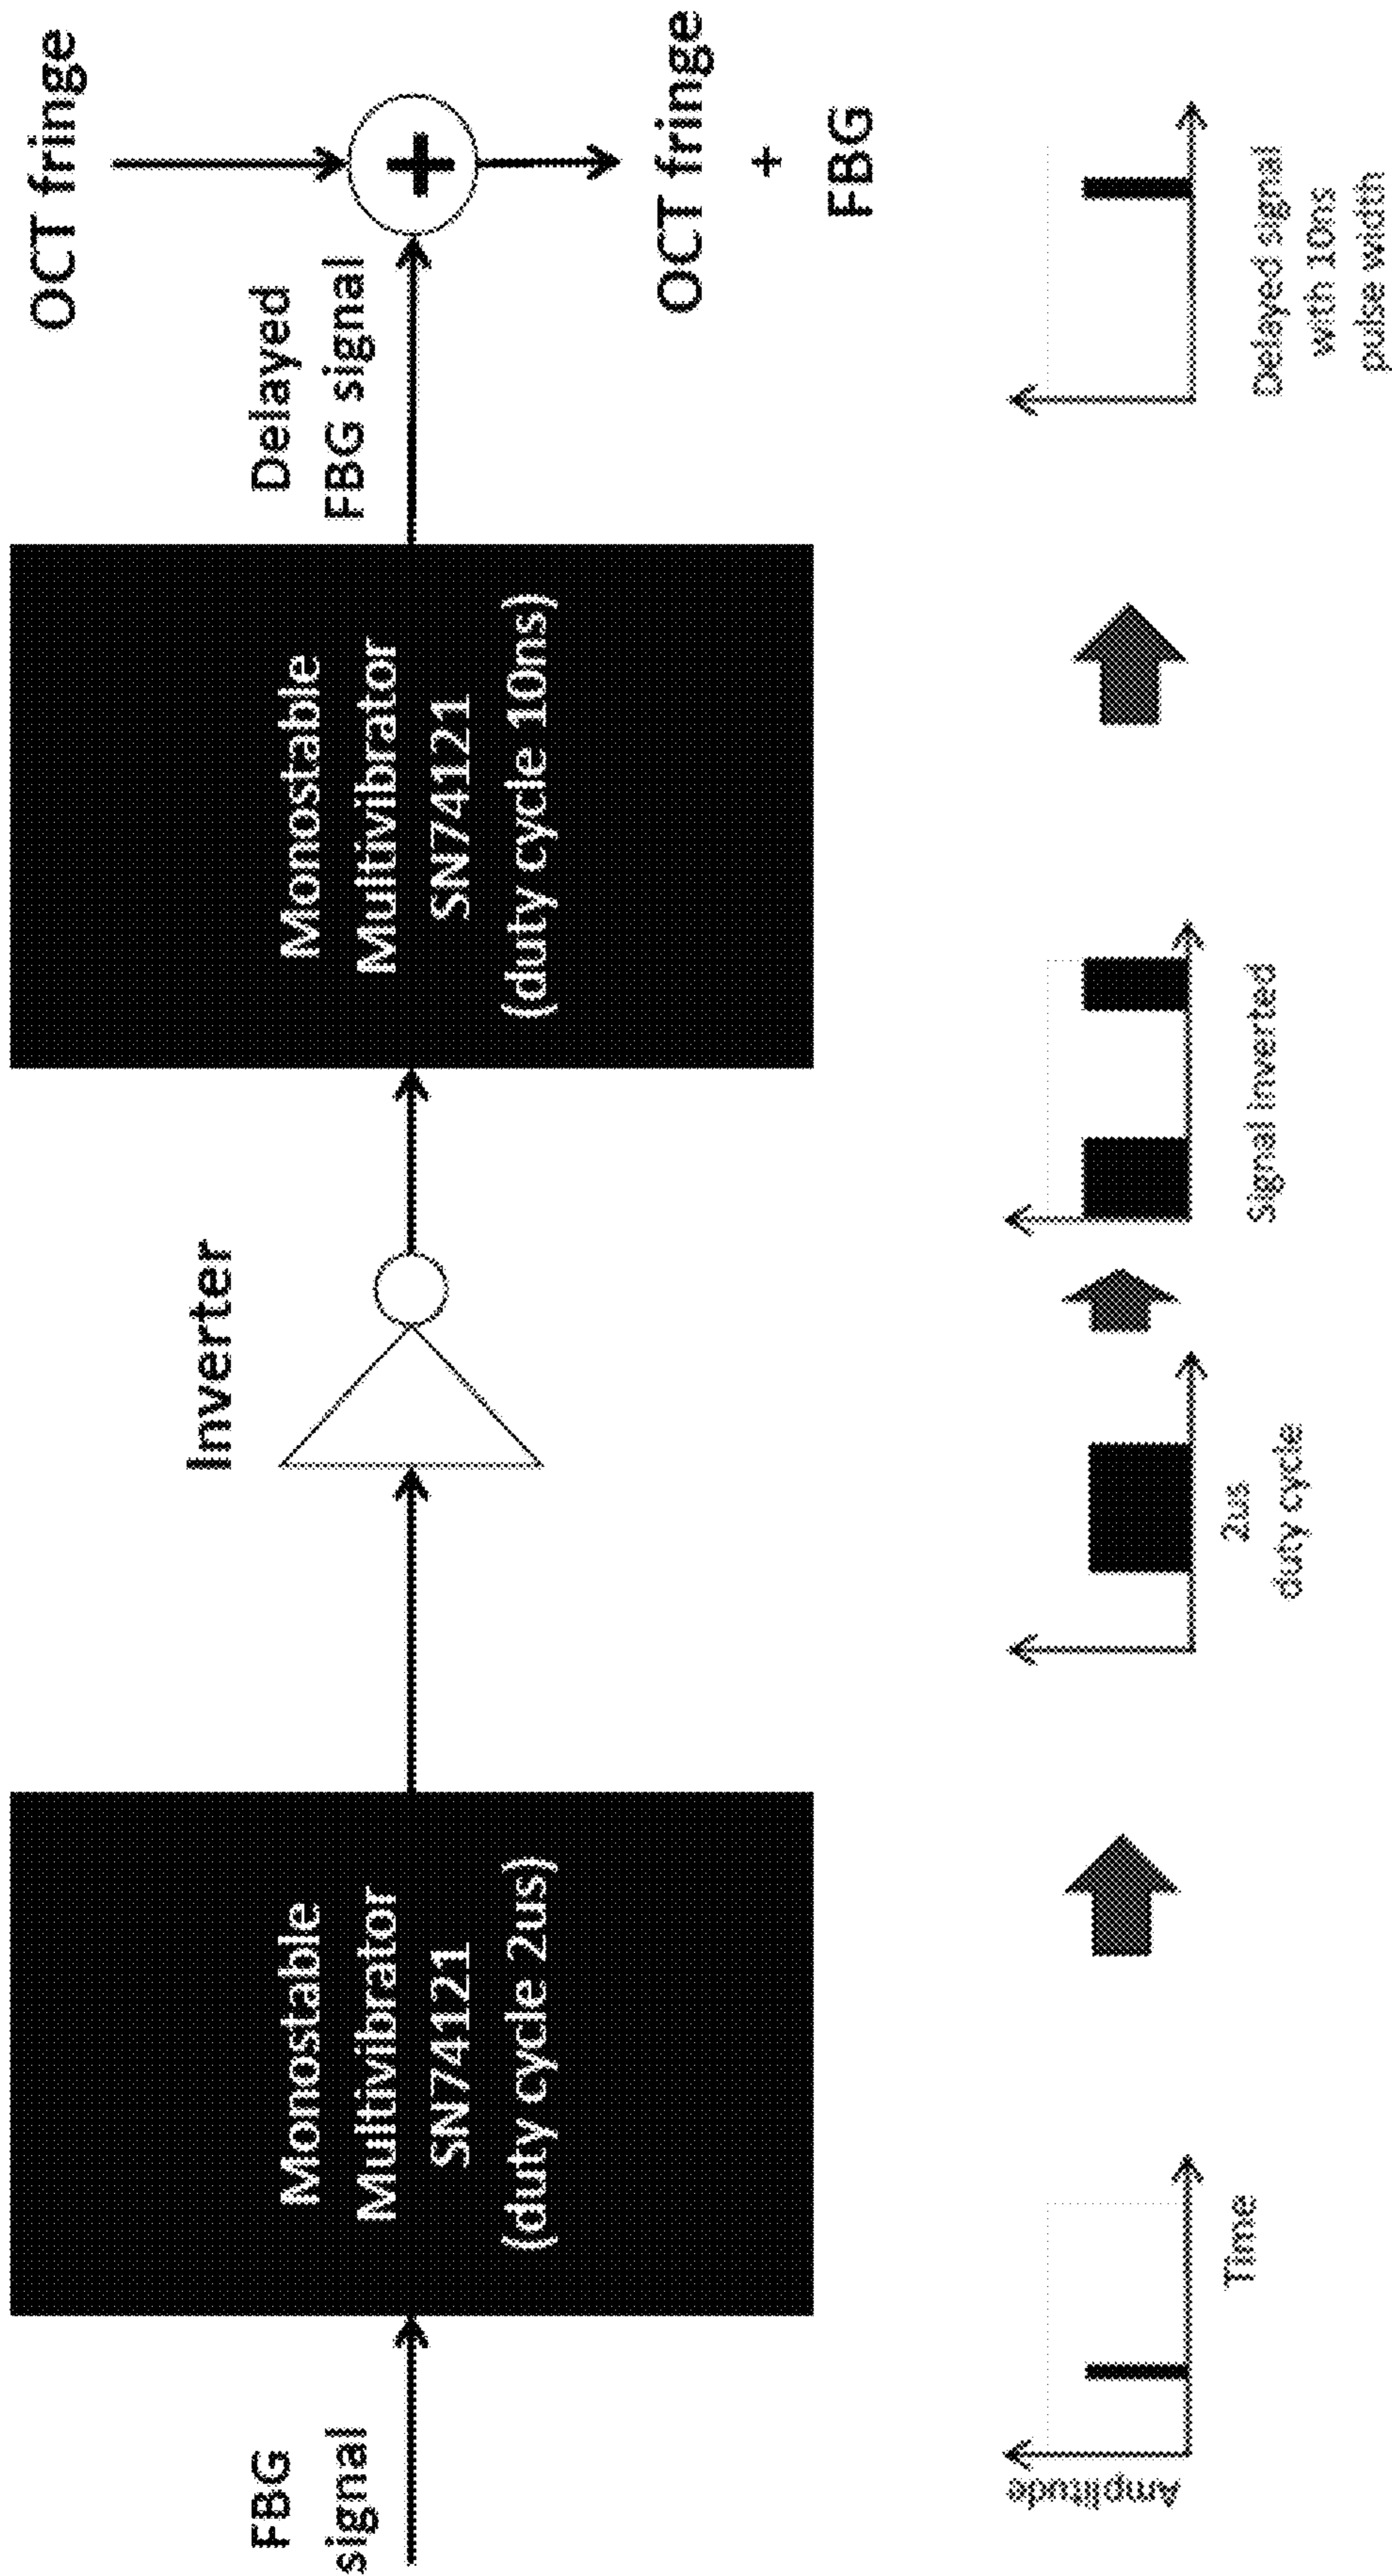 FBG
signal
Monostable
Multivibrator
SN74121
(duty cycle 2us)
Inverter
Monostable
Multivibrator
SN74121
(duty cycle 10ns)
Delayed
FBG signal
OCT fringe
+
OCT fringe
+
FBG
Amplitude
Time
2us
duty cycle
Signal inverted
Delayed signal
with 10ns
pulse width